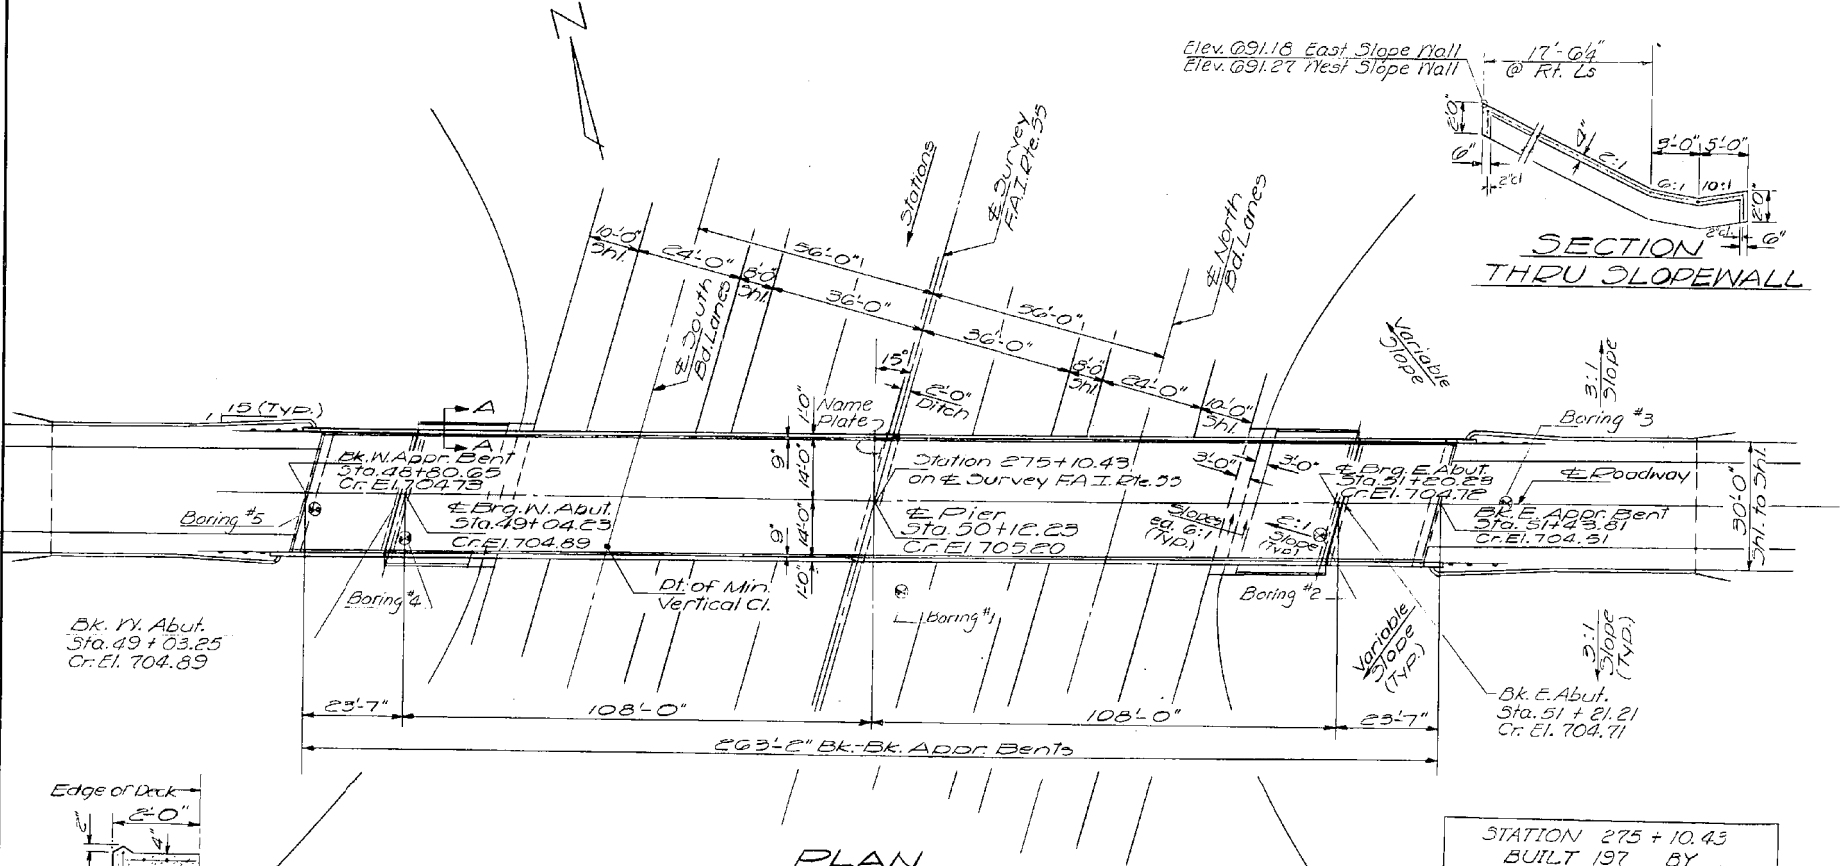 N
Elev. 691.18 East Slope Wall
Elev. 691.27 West Slope Wall
17'-6¼"
@ Rt. Ls
2'0"
4"
2:1
3'-0"
5'-0"
6"
2"cl
6:1
10:1
2'0"
2"cl
6"
SECTION
THRU SLOPEWALL
Stations
℄ Survey
F.A.I. Rte. 55
℄ North
Bd. Lanes
10'-0"
Shl.
24'-0"
8'-0"
Shl.
56'-0"
36'-0"
℄ South
Bd. Lanes
56'-0"
36'-0"
8'-0"
Shl.
24'-0"
10'-0"
Shl.
15°
2'-0"
Ditch
Name
Plate
1'-0"
9"
14'-0"
14'-0"
9"
1'-0"
Variable
Slope
3:1
Slope
Boring #3
15 (Typ.)
A
A
Bk. W. Appr. Bent
Sta. 48+80.65
Cr. El. 704.73
Station 275+10.43
on ℄ Survey F.A.I. Rte. 55
3'-0"
3'-0"
℄ Brg. E. Abut.
Sta. 51+20.23
Cr. El. 704.72
℄ Roadway
Boring #5
℄ Brg. W. Abut.
Sta. 49+04.23
Cr. El. 704.89
℄ Pier
Sta. 50+12.23
Cr. El. 705.20
Slopes
ea. 6:1
(Typ.)
2:1
Slope
(Typ.)
Bk. E. Appr. Bent
Sta. 51+43.81
Cr. El. 704.51
30'-0"
Shl. to Shl.
Boring #4
Pt. of Min.
Vertical Cl.
Boring #1
Boring #2
Bk. W. Abut.
Sta. 49 + 03.25
Cr. El. 704.89
Variable
Slope
(Typ.)
3:1
Slope
(Typ.)
Bk. E. Abut.
Sta. 51 + 21.21
Cr. El. 704.71
23'-7"
108'-0"
108'-0"
23'-7"
263'-2" Bk.-Bk. Appr. Bents
Edge of Deck
2'-0"
2"
4"
PLAN
STATION 275 + 10.43
BUILT 197 BY